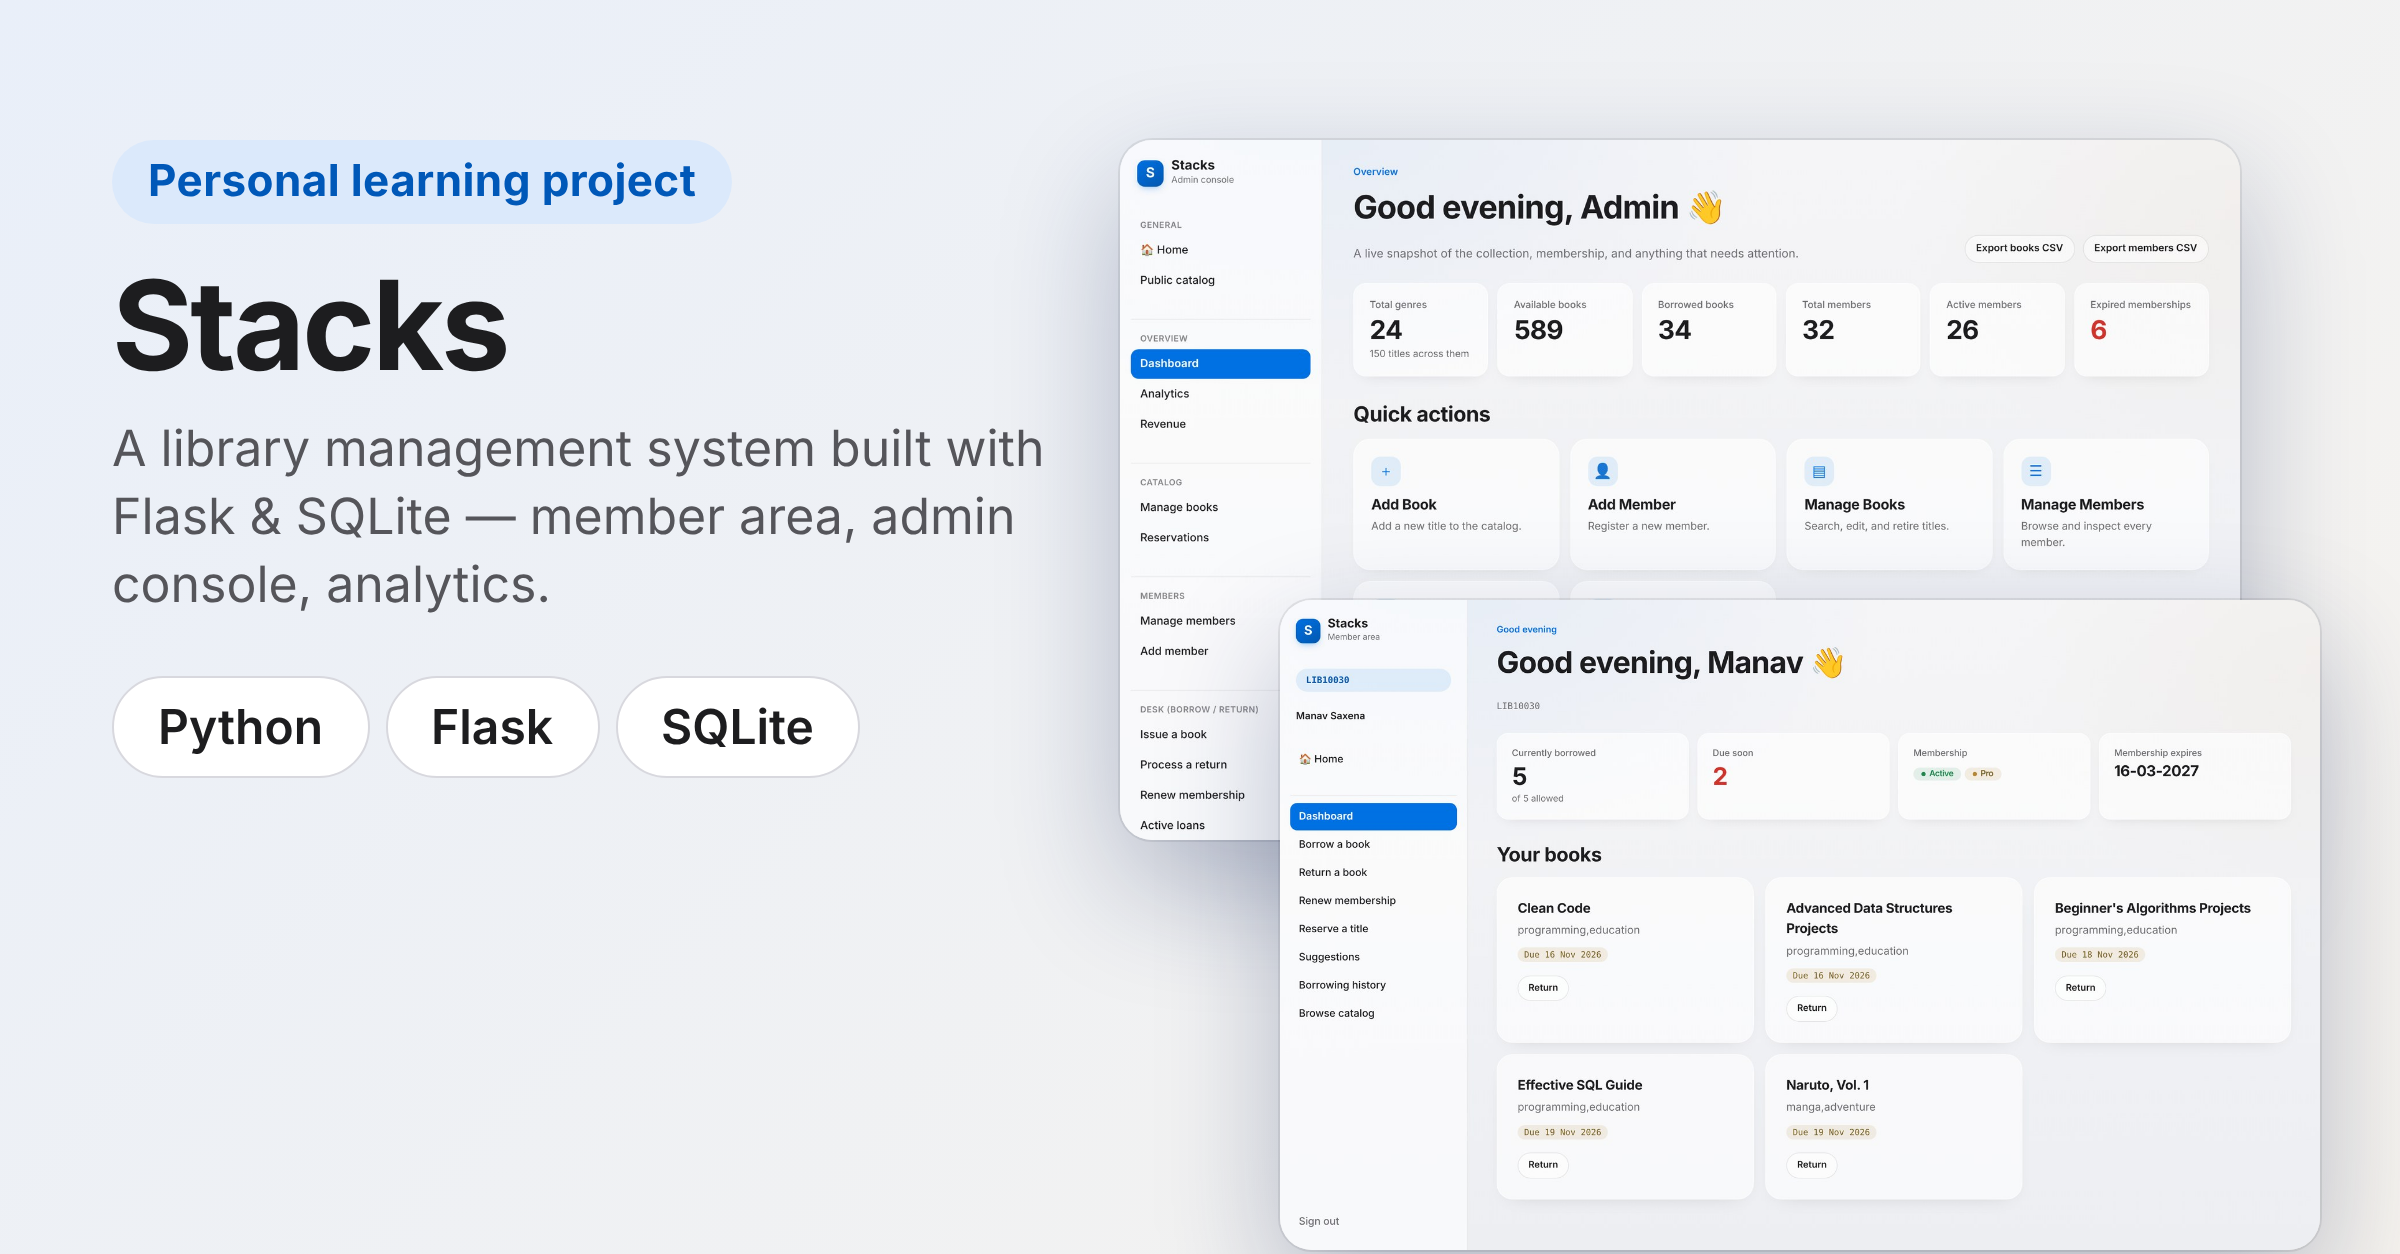 Personal learning project
Stacks
A library management system built with
Flask & SQLite — member area, admin
console, analytics.
Python
Flask
SQLite
S
Stacks
Admin console
GENERAL
🏠 Home
Public catalog
OVERVIEW
Dashboard
Analytics
Revenue
CATALOG
Manage books
Reservations
MEMBERS
Manage members
Add member
DESK (BORROW / RETURN)
Issue a book
Process a return
Renew membership
Active loans
Overview
Good evening, Admin 👋
A live snapshot of the collection, membership, and anything that needs attention.
Export books CSV
Export members CSV
Total genres
24
150 titles across them
Available books
589
Borrowed books
34
Total members
32
Active members
26
Expired memberships
6
Quick actions
Add Book
Add a new title to the catalog.
Add Member
Register a new member.
Manage Books
Search, edit, and retire titles.
Manage Members
Browse and inspect every
member.
S
Stacks
Member area
LIB10030
Manav Saxena
🏠 Home
Dashboard
Borrow a book
Return a book
Renew membership
Reserve a title
Suggestions
Borrowing history
Browse catalog
Sign out
Good evening
Good evening, Manav 👋
LIB10030
Currently borrowed
5
of 5 allowed
Due soon
2
Membership
Active
Pro
Membership expires
16-03-2027
Your books
Clean Code
programming,education
Due 16 Nov 2026
Return
Advanced Data Structures
Projects
programming,education
Due 16 Nov 2026
Return
Beginner's Algorithms Projects
programming,education
Due 18 Nov 2026
Return
Effective SQL Guide
programming,education
Due 19 Nov 2026
Return
Naruto, Vol. 1
manga,adventure
Due 19 Nov 2026
Return